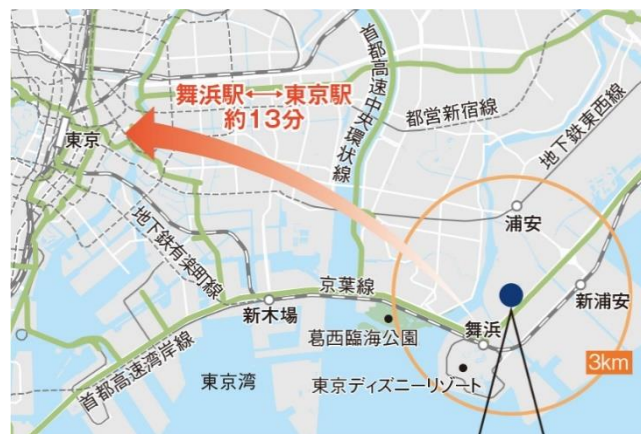 首都高速中央環状線
舞浜駅⟷東京駅
約13分
都営新宿線
地下鉄東西線
東京
浦安
地下鉄有楽町線
京葉線
新木場
新浦安
舞浜
葛西臨海公園
3km
首都高速湾岸線
東京湾
東京ディズニーリゾート